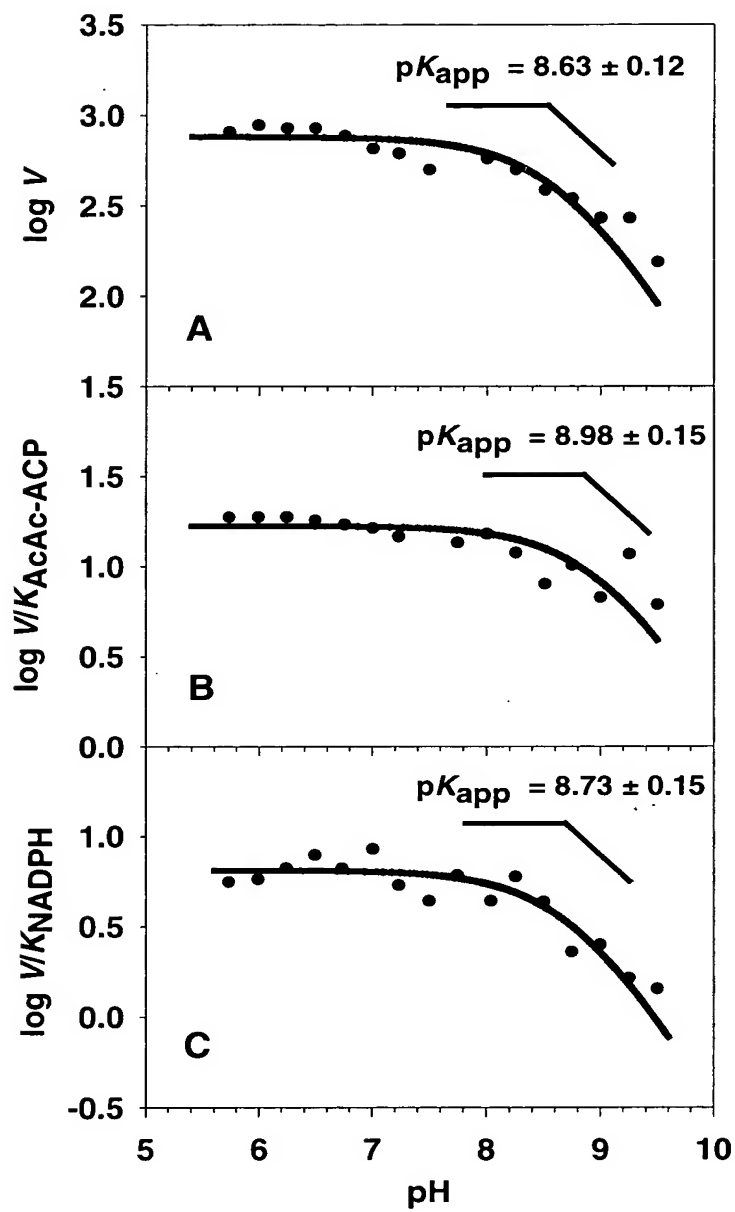 3.5
pKapp = 8.63 ± 0.12
3.0
log V
2.5
2.0
A
1.5
pKapp = 8.98 ± 0.15
1.5
log V/KAcAc-ACP
1.0
0.5
B
0.0
pKapp = 8.73 ± 0.15
1.0
log V/KNADPH
0.5
0.0
C
-0.5
5 6 7 8 9 10
pH